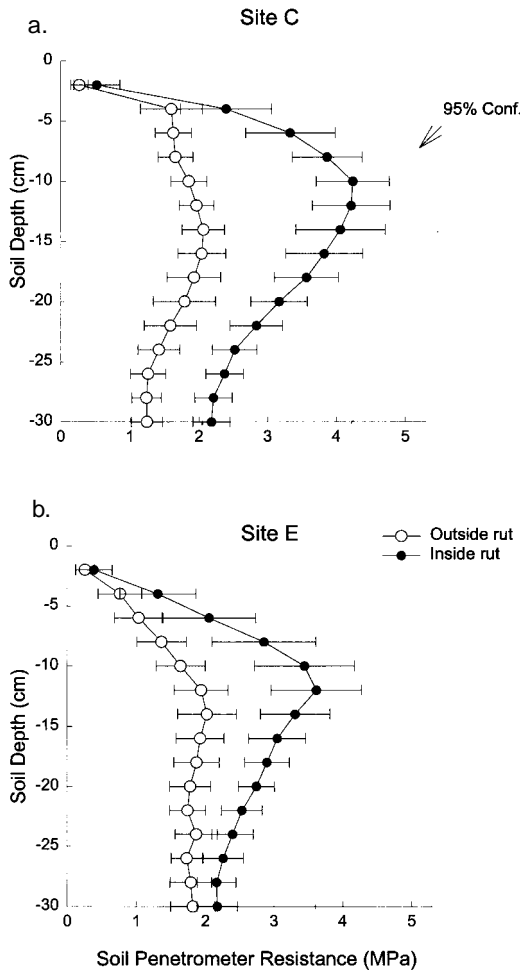 a.
Site C
0
-5
-10
-15
-20
-25
-30
Soil Depth (cm)
95% Conf.
0 1 2 3 4 5
b.
Site E
Outside rut
Inside rut
0
-5
-10
-15
-20
-25
-30
Soil Depth (cm)
0 1 2 3 4 5
Soil Penetrometer Resistance (MPa)